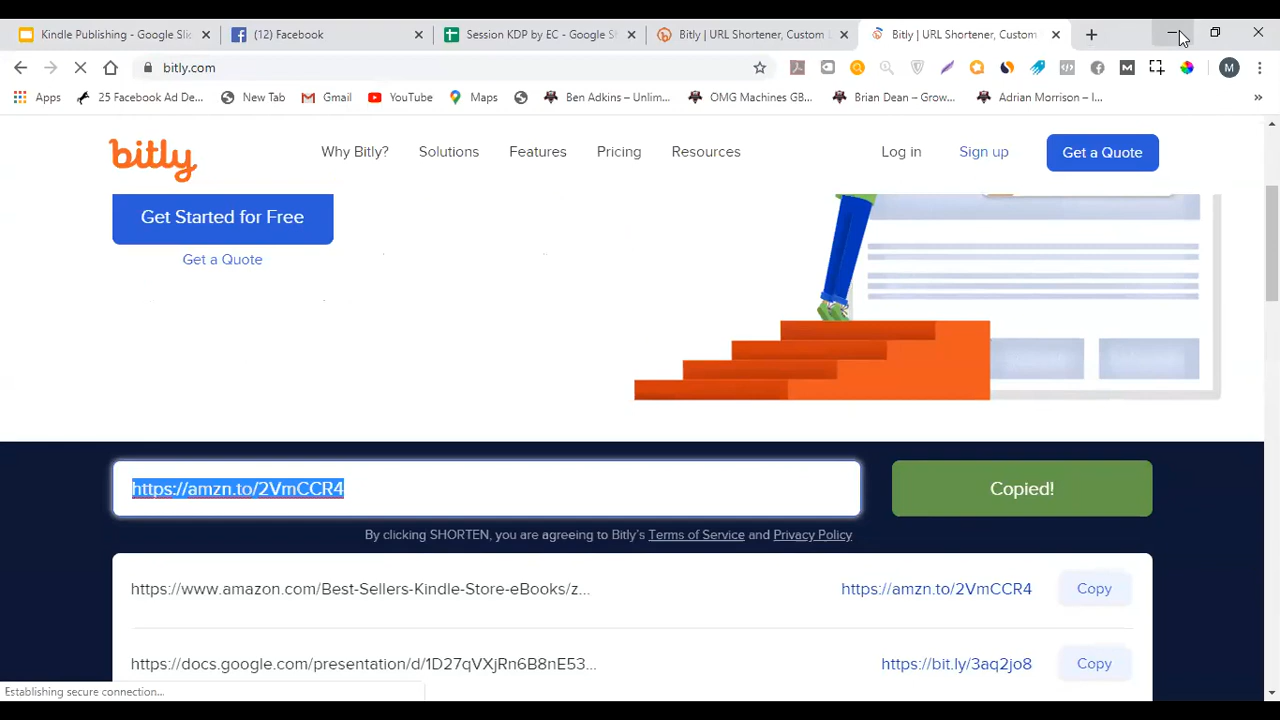 Kindle Publishing - Google Slid
(12) Facebook
Session KDP by EC - Google Sh
Bitly | URL Shortener, Custom L
Bitly | URL Shortener, Custom
bitly.com
M
M
Apps
25 Facebook Ad De...
New Tab
Gmail
YouTube
Maps
Ben Adkins – Unlim...
OMG Machines GB...
Brian Dean – Grow...
Adrian Morrison – I...
»
bitly
Why Bitly?
Solutions
Features
Pricing
Resources
Log in
Sign up
Get a Quote
Get Started for Free
Get a Quote
https://amzn.to/2VmCCR4
Copied!
By clicking SHORTEN, you are agreeing to Bitly's Terms of Service and Privacy Policy
https://www.amazon.com/Best-Sellers-Kindle-Store-eBooks/z...
https://amzn.to/2VmCCR4
Copy
https://docs.google.com/presentation/d/1D27qVXjRn6B8nE53...
https://bit.ly/3aq2jo8
Copy
Establishing secure connection...